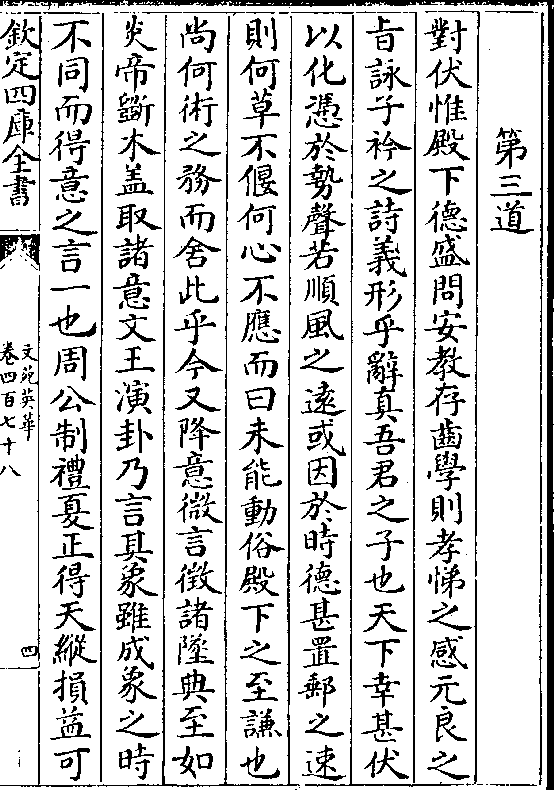 第三道
對伏惟殿下德盛問安教存齒學則孝悌之感元良之
㫖詠子衿之詩義形乎辭真吾君之子也天下幸甚伏
以化憑於勢聲若順風之逺或因於時德甚置郵之速
則何草不偃何心不應而曰未能動俗殿下之至謙也
尚何術之務而舍此乎今又降意微言徵諸墜典至如
炎帝斵木盖取諸意文王演卦乃言其象雖成象之時
不同而得意之言一也周公制禮夏正得天縱損益可
欽定四庫全書
文苑英華
卷四百七十八
四